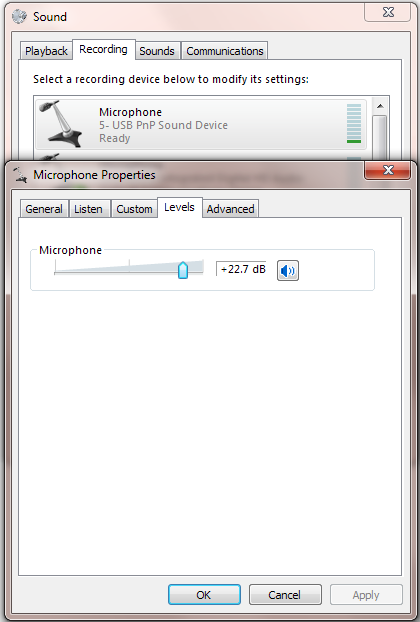 Sound
Playback Recording Sounds Communications
Select a recording device below to modify its settings:
Microphone
5- USB PnP Sound Device
Ready
Microphone Properties
General Listen Custom Levels Advanced
Microphone
+22.7 dB
OK Cancel Apply